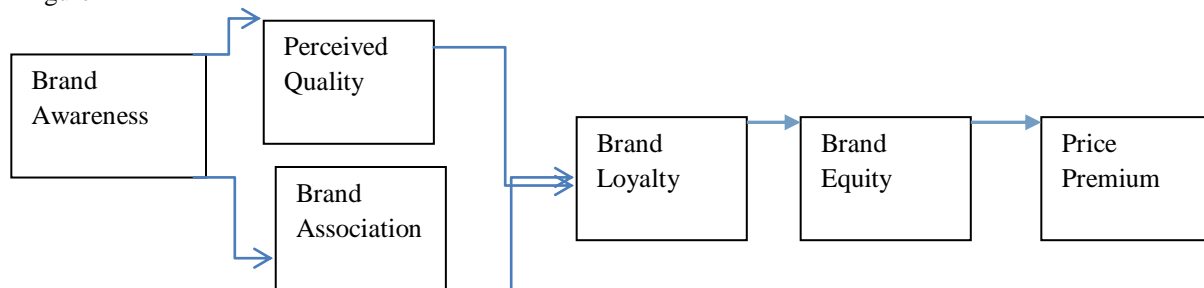 Perceived
Quality
Brand
Awareness
Brand
Association
Brand
Loyalty
Brand
Equity
Price
Premium